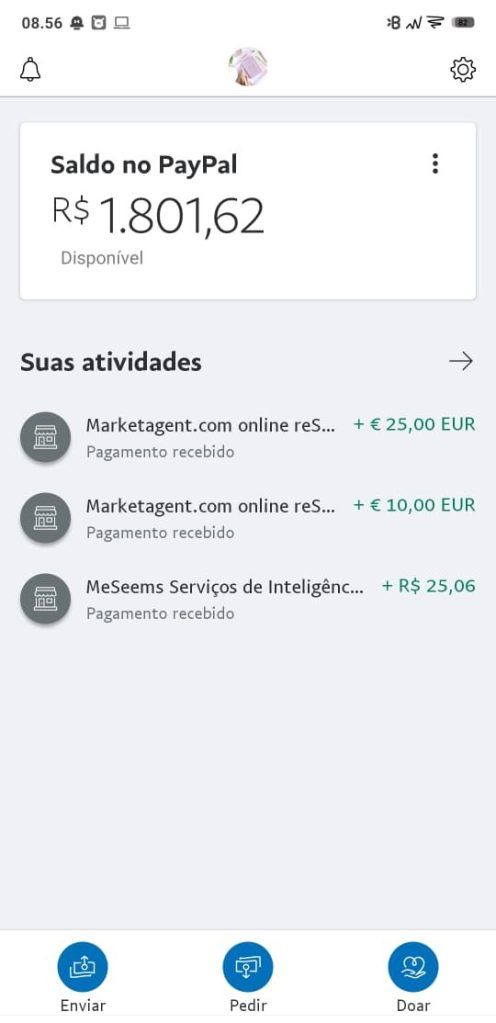 08.56
82
Saldo no PayPal
R$ 1.801,62
Disponível
Suas atividades
Marketagent.com online reS... + € 25,00 EUR
Pagamento recebido
Marketagent.com online reS... + € 10,00 EUR
Pagamento recebido
MeSeems Serviços de Inteligênc... + R$ 25,06
Pagamento recebido
Enviar Pedir Doar